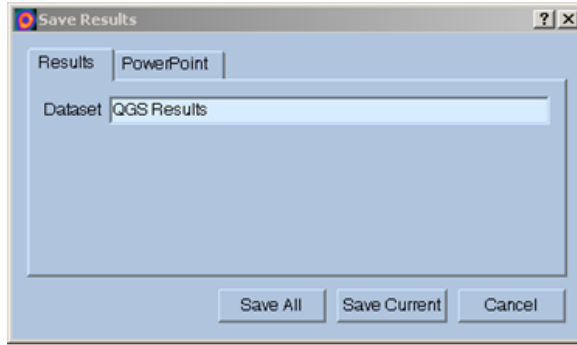 Save Results
Results PowerPoint
Dataset QGS Results
Save All Save Current Cancel